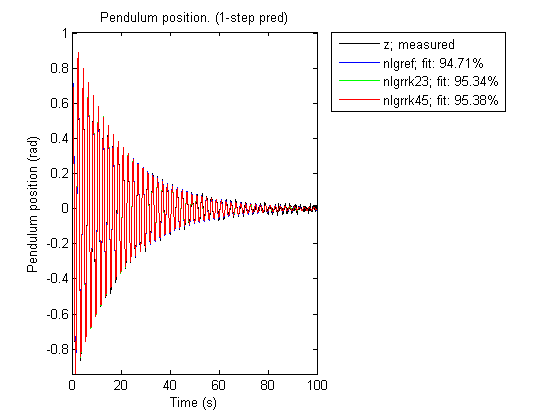 Pendulum position. (1-step pred)
z; measured
nlgref; fit: 94.71%
nlgrrk23; fit: 95.34%
nlgrrk45; fit: 95.38%
1
0.8
0.6
0.4
0.2
0
-0.2
-0.4
-0.6
-0.8
Pendulum position (rad)
0 20 40 60 80 100
Time (s)